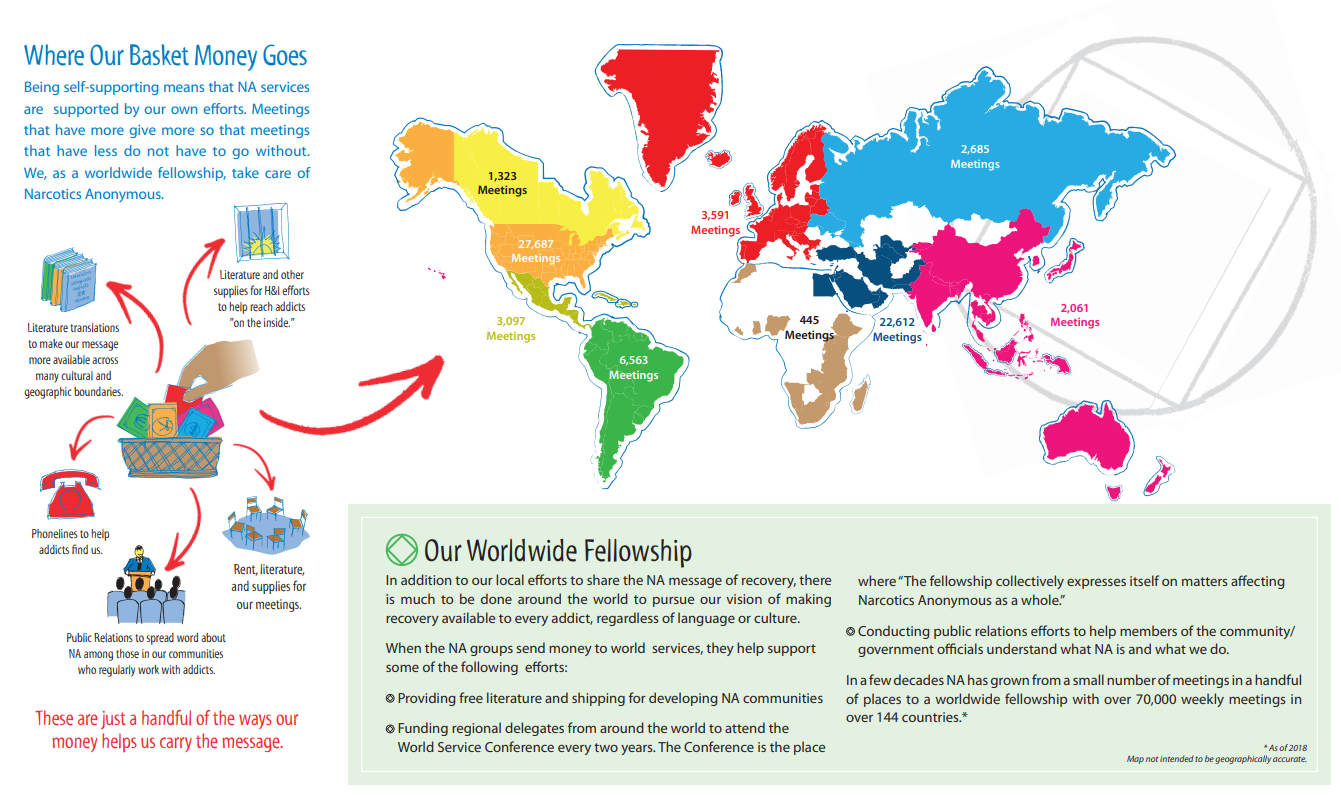 Where Our Basket Money Goes
Being self-supporting means that NA services
are supported by our own efforts. Meetings
that have more give more so that meetings
that have less do not have to go without.
We, as a worldwide fellowship, take care of
Narcotics Anonymous.
Literature and other
supplies for H&I efforts
to help reach addicts
"on the inside."
Literature translations
to make our message
more available across
many cultural and
geographic boundaries.
Phonelines to help
addicts find us.
Rent, literature,
and supplies for
our meetings.
Public Relations to spread word about
NA among those in our communities
who regularly work with addicts.
These are just a handful of the ways our
money helps us carry the message.
1,323
Meetings
27,687
Meetings
3,097
Meetings
6,563
Meetings
3,591
Meetings
2,685
Meetings
445
Meetings
22,612
Meetings
2,061
Meetings
Our Worldwide Fellowship
In addition to our local efforts to share the NA message of recovery, there
is much to be done around the world to pursue our vision of making
recovery available to every addict, regardless of language or culture.
When the NA groups send money to world services, they help support
some of the following efforts:
Providing free literature and shipping for developing NA communities
Funding regional delegates from around the world to attend the
World Service Conference every two years. The Conference is the place
where "The fellowship collectively expresses itself on matters affecting
Narcotics Anonymous as a whole."
Conducting public relations efforts to help members of the community/
government officials understand what NA is and what we do.
In a few decades NA has grown from a small number of meetings in a handful
of places to a worldwide fellowship with over 70,000 weekly meetings in
over 144 countries.*
* As of 2018
Map not intended to be geographically accurate.